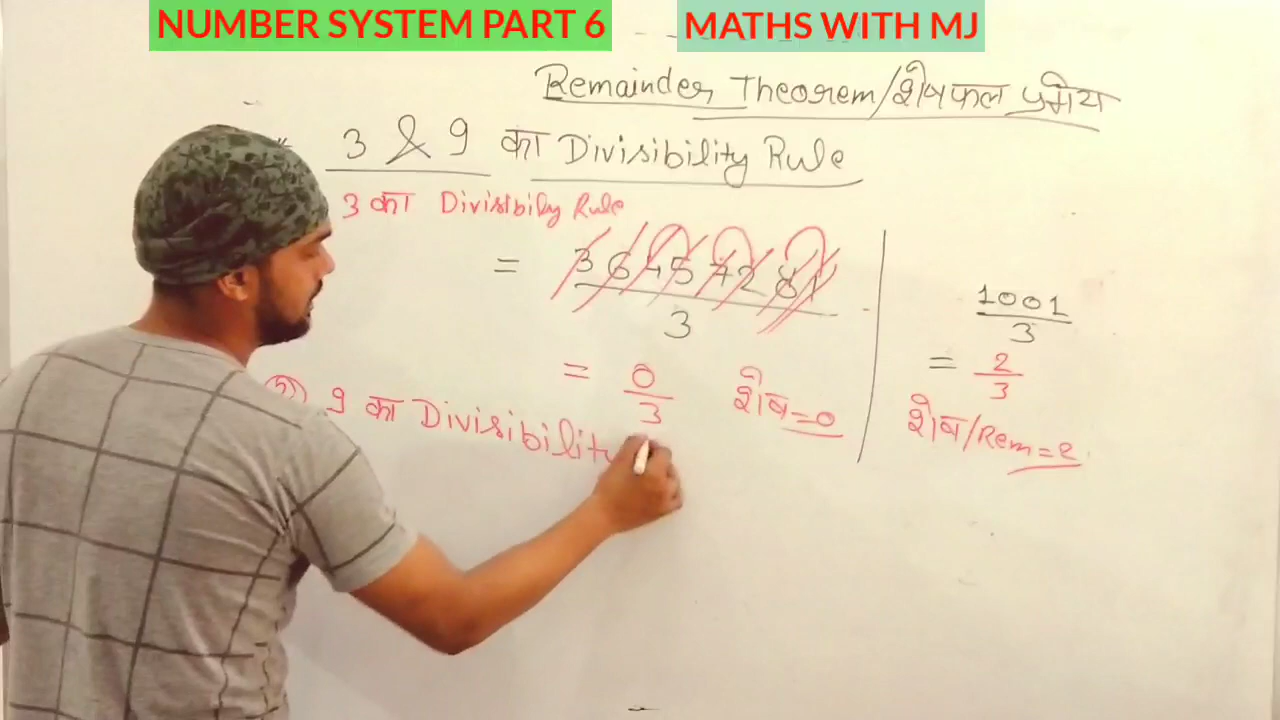 NUMBER SYSTEM PART 6
MATHS WITH MJ
Remainder Theorem/शेषफल प्रमेय
3 & 9 का Divisibility Rule
3 का Divisibily Rule
= 36457281
3
= 0/3 शेष=0
1001
3
= 2/3
शेष/Rem=2
9 का Divisibility